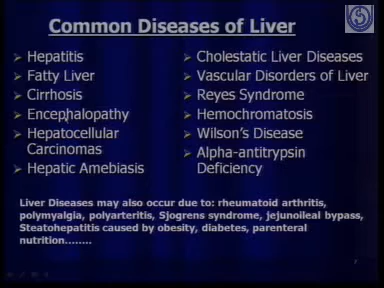 Common Diseases of Liver
Hepatitis
Fatty Liver
Cirrhosis
Encephalopathy
Hepatocellular
Carcinomas
Hepatic Amebiasis
Cholestatic Liver Diseases
Vascular Disorders of Liver
Reyes Syndrome
Hemochromatosis
Wilson's Disease
Alpha-antitrypsin
Deficiency
Liver Diseases may also occur due to: rheumatoid arthritis,
polymyalgia, polyarteritis, Sjogrens syndrome, jejunoileal bypass,
Steatohepatitis caused by obesity, diabetes, parenteral
nutrition........